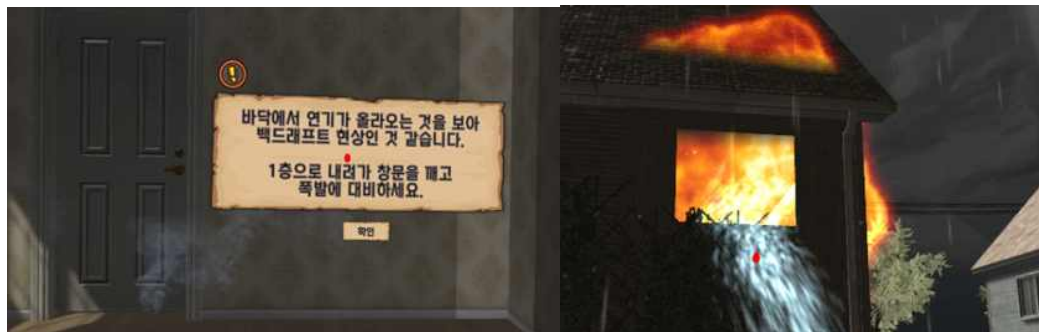 바닥에서 연기가 올라오는 것을 보아
백드래프트 현상인 것 같습니다.
1층으로 내려가 창문을 깨고
폭발에 대비하세요.
확인